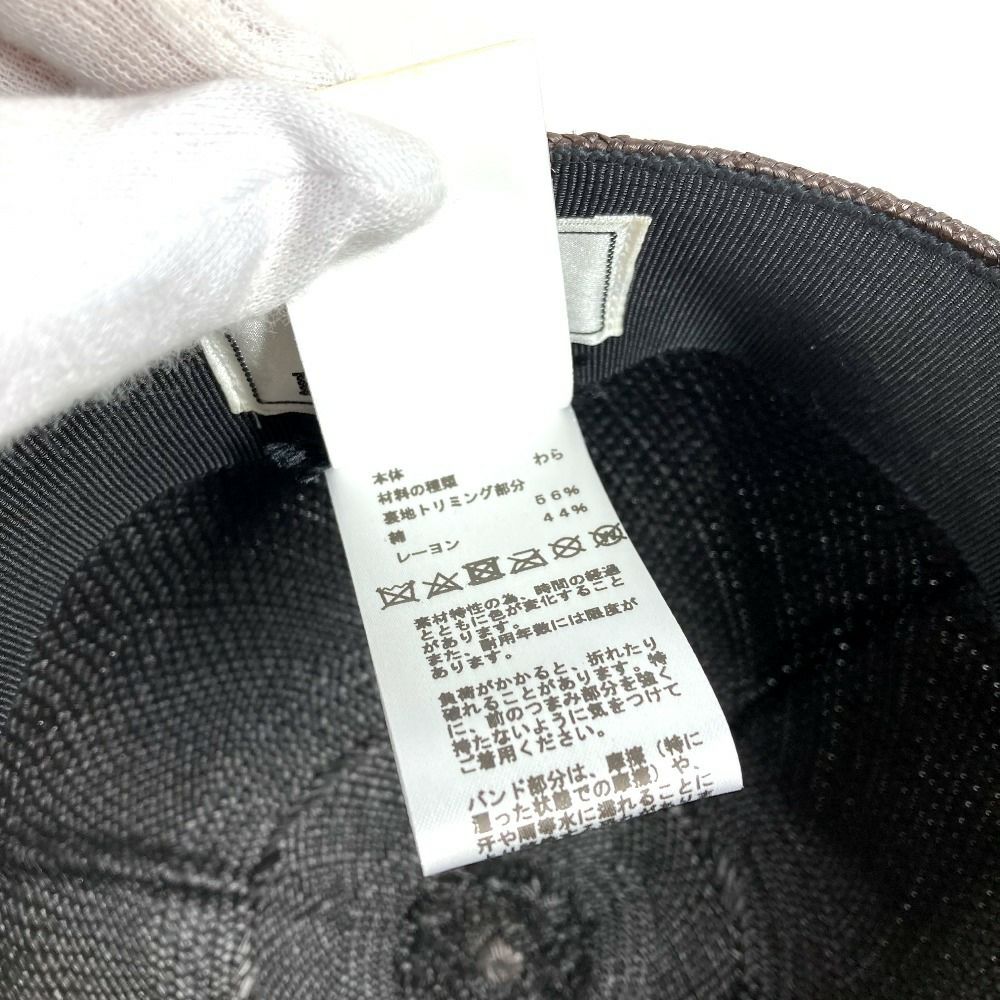 本体
材料の種類 わら
裏地トリミング部分
綿 56%
レーヨン 44%
素材特性の為、時間の経過
とともに色が変化すること
があります。
また、耐用年数には限度が
あります。
負荷がかかると、折れたり
破れることがあります。特
に、前のつまみ部分を強く
持たないように気をつけて
ご着用ください。
バンド部分は、摩擦（特に
湿った状態での摩擦）や、
汗や雨等水に濡れることに